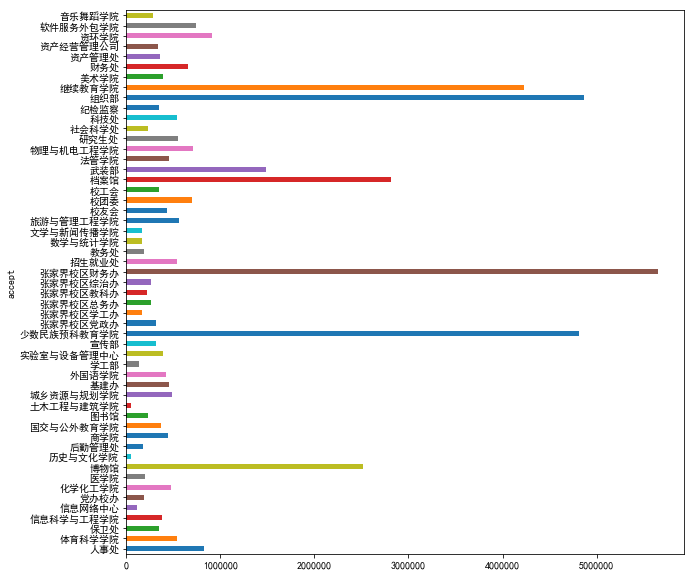 音乐舞蹈学院
软件服务外包学院
资环学院
资产经营管理公司
资产管理处
财务处
美术学院
继续教育学院
组织部
纪检监察
科技处
社会科学处
研究生处
物理与机电工程学院
法管学院
武装部
档案馆
校工会
校团委
校友会
旅游与管理工程学院
文学与新闻传播学院
数学与统计学院
教务处
招生就业处
张家界校区财务办
张家界校区综治办
张家界校区教科办
张家界校区总务办
张家界校区学工办
张家界校区党政办
少数民族预科教育学院
宣传部
实验室与设备管理中心
学工部
外国语学院
基建办
城乡资源与规划学院
土木工程与建筑学院
图书馆
国交与公外教育学院
商学院
后勤管理处
历史与文化学院
博物馆
医学院
化学化工学院
党办校办
信息网络中心
信息科学与工程学院
保卫处
体育科学学院
人事处
accept
0 1000000 2000000 3000000 4000000 5000000